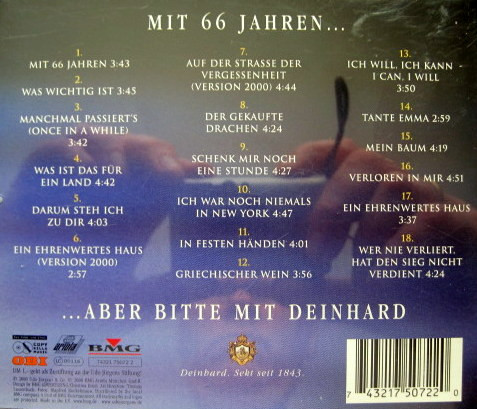 MIT 66 JAHREN...
1.
MIT 66 JAHREN 3:43
2.
WAS WICHTIG IST 3:45
3.
MANCHMAL PASSIERT'S
(ONCE IN A WHILE)
3:42
4.
WAS IST DAS FÜR
EIN LAND 4:42
5.
DARUM STEH ICH
ZU DIR 4:03
6.
EIN EHRENWERTES HAUS
(VERSION 2000)
2:57
7.
AUF DER STRASSE DER
VERGESSENHEIT
(VERSION 2000) 4:44
8.
DER GEKAUFTE
DRACHEN 4:24
9.
SCHENK MIR NOCH
EINE STUNDE 4:27
10.
ICH WAR NOCH NIEMALS
IN NEW YORK 4:47
11.
IN FESTEN HÄNDEN 4:01
12.
GRIECHISCHER WEIN 3:56
13.
ICH WILL, ICH KANN -
I CAN, I WILL
3:50
14.
TANTE EMMA 2:59
15.
MEIN BAUM 4:19
16.
VERLOREN IN MIR 4:51
17.
EIN EHRENWERTES HAUS
3:37
18.
WER NIE VERLIERT,
HAT DEN SIEG NICHT
VERDIENT 4:24
...ABER BITTE MIT DEINHARD
COPY
KILLS
MUSIC
ARIOLA
BMG
OBI
Deinhard. Sekt seit 1843.
7 43217 50722 0